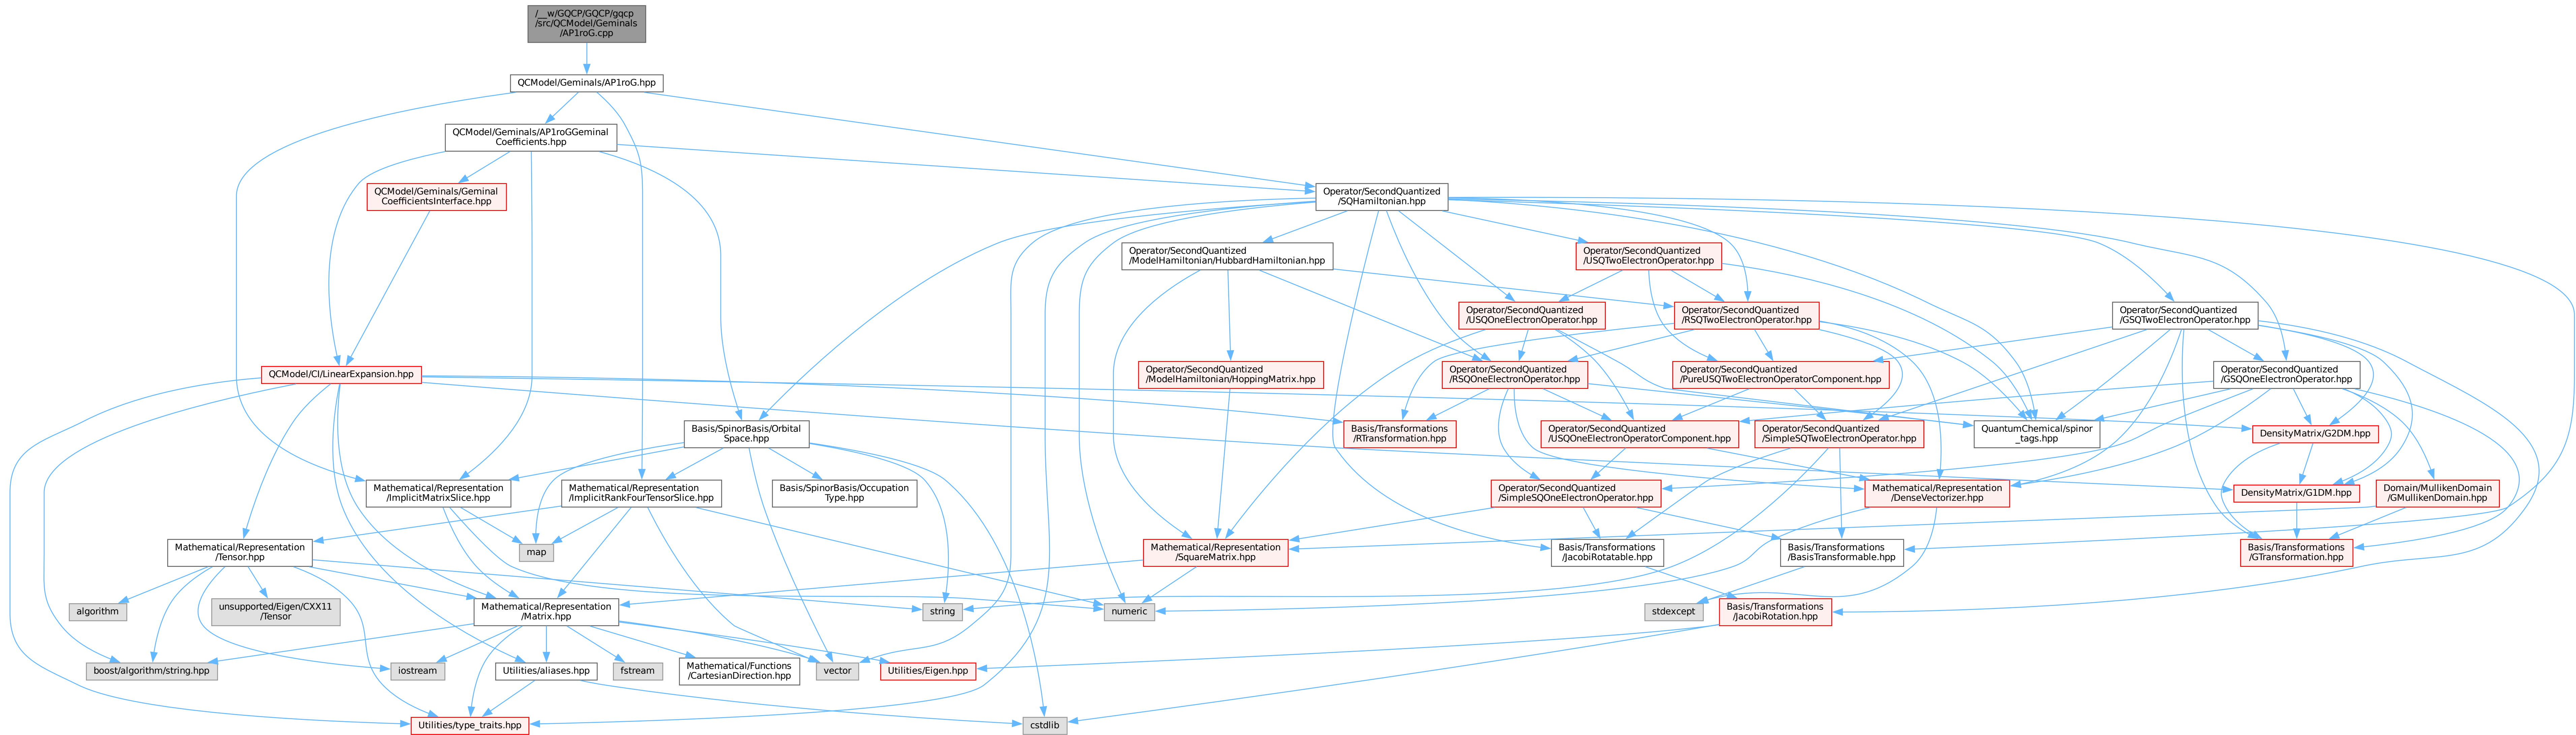 /__w/GQCP/GQCP/gqcp
/src/QCModel/Geminals
/AP1roG.cpp
QCModel/Geminals/AP1roG.hpp
QCModel/Geminals/AP1roGGeminal
Coefficients.hpp
QCModel/Geminals/Geminal
CoefficientsInterface.hpp
Operator/SecondQuantized
/SQHamiltonian.hpp
Operator/SecondQuantized
/ModelHamiltonian/HubbardHamiltonian.hpp
Operator/SecondQuantized
/USQTwoElectronOperator.hpp
Operator/SecondQuantized
/USQOneElectronOperator.hpp
Operator/SecondQuantized
/RSQTwoElectronOperator.hpp
Operator/SecondQuantized
/GSQTwoElectronOperator.hpp
QCModel/CI/LinearExpansion.hpp
Operator/SecondQuantized
/ModelHamiltonian/HoppingMatrix.hpp
Operator/SecondQuantized
/RSQOneElectronOperator.hpp
Operator/SecondQuantized
/PureUSQTwoElectronOperatorComponent.hpp
Operator/SecondQuantized
/GSQOneElectronOperator.hpp
Basis/SpinorBasis/Orbital
Space.hpp
Basis/Transformations
/RTransformation.hpp
Operator/SecondQuantized
/USQOneElectronOperatorComponent.hpp
Operator/SecondQuantized
/SimpleSQTwoElectronOperator.hpp
QuantumChemical/spinor
_tags.hpp
DensityMatrix/G2DM.hpp
Mathematical/Representation
/ImplicitMatrixSlice.hpp
Mathematical/Representation
/ImplicitRankFourTensorSlice.hpp
Basis/SpinorBasis/Occupation
Type.hpp
Operator/SecondQuantized
/SimpleSQOneElectronOperator.hpp
Mathematical/Representation
/DenseVectorizer.hpp
DensityMatrix/G1DM.hpp
Domain/MullikenDomain
/GMullikenDomain.hpp
Mathematical/Representation
/Tensor.hpp
map
Mathematical/Representation
/SquareMatrix.hpp
Basis/Transformations
/JacobiRotatable.hpp
Basis/Transformations
/BasisTransformable.hpp
Basis/Transformations
/GTransformation.hpp
algorithm
unsupported/Eigen/CXX11
/Tensor
Mathematical/Representation
/Matrix.hpp
string
numeric
stdexcept
Basis/Transformations
/JacobiRotation.hpp
boost/algorithm/string.hpp
iostream
Utilities/aliases.hpp
fstream
Mathematical/Functions
/CartesianDirection.hpp
vector
Utilities/Eigen.hpp
Utilities/type_traits.hpp
cstdlib